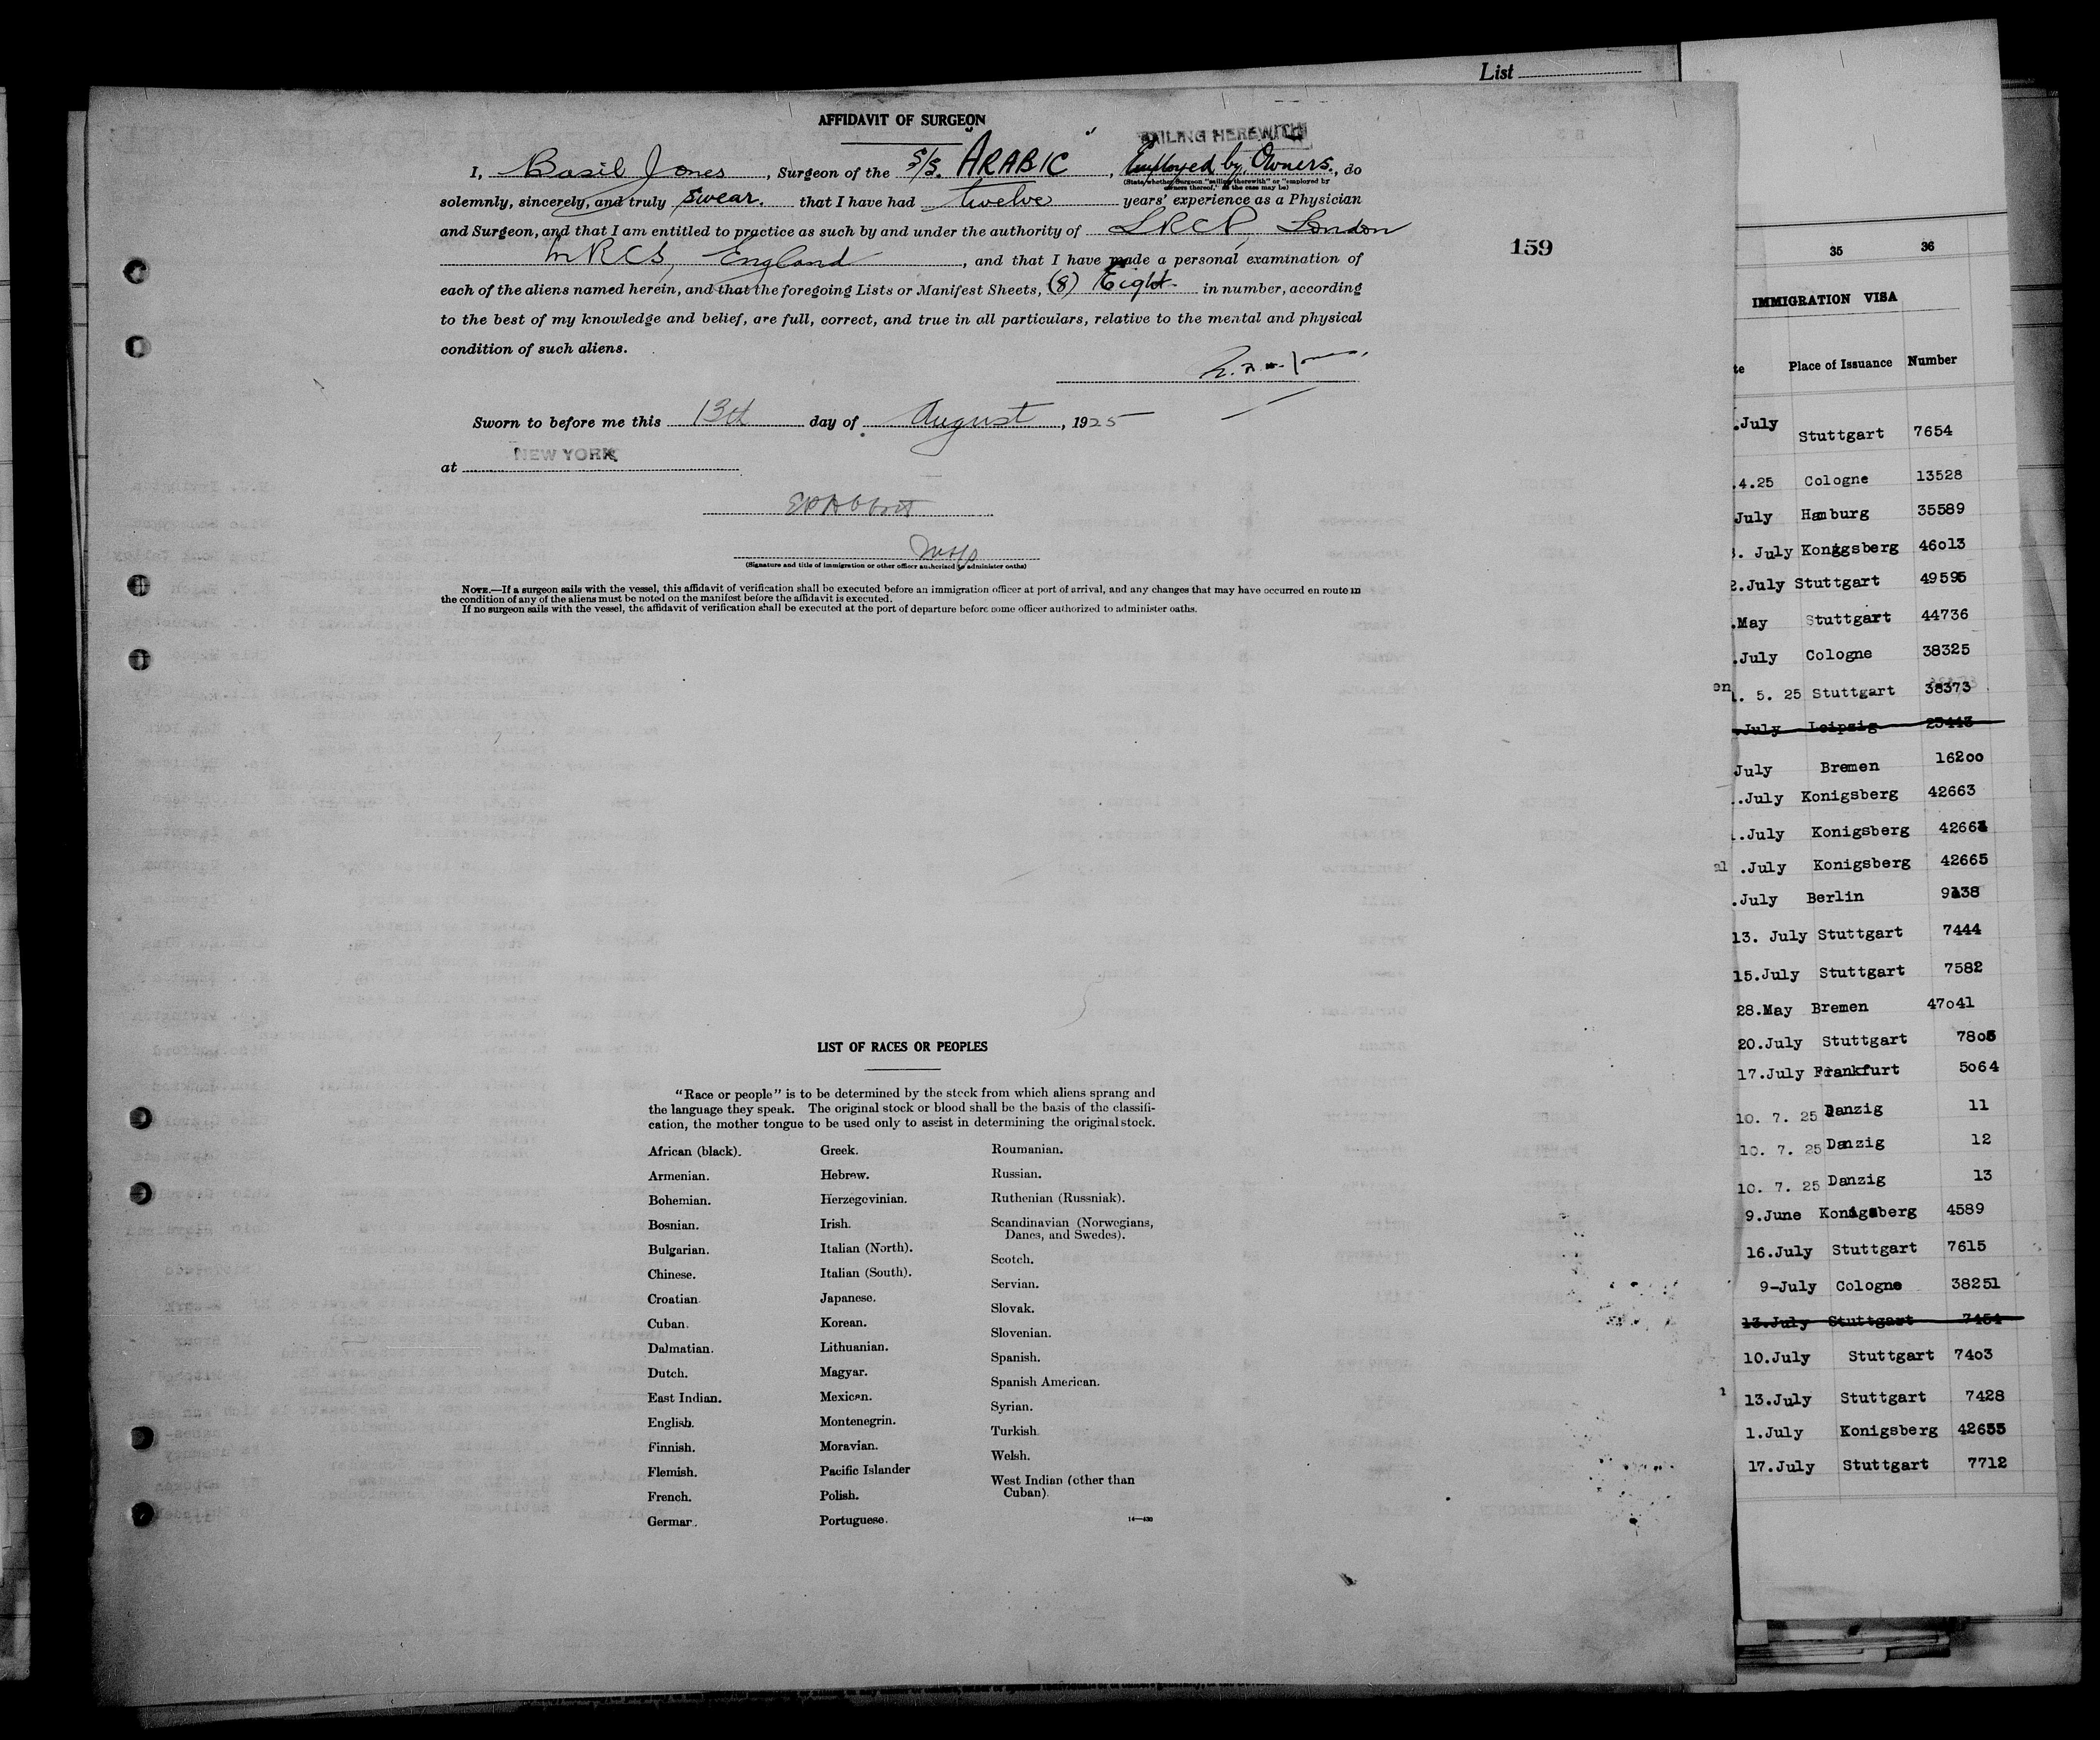 List
AFFIDAVIT OF SURGEON
SAILING HEREWITH
I, Basil Jones, Surgeon of the S/S. "ARABIC", Employed by Owners., do
(State whether Surgeon "sailing therewith" or "employed by
owners thereof," as the case may be)
solemnly, sincerely, and truly swear. that I have had twelve years' experience as a Physician
and Surgeon, and that I am entitled to practice as such by and under the authority of LRCP, London
MRCS, England, and that I have made a personal examination of
each of the aliens named herein, and that the foregoing Lists or Manifest Sheets, (8) Eight in number, according
to the best of my knowledge and belief, are full, correct, and true in all particulars, relative to the mental and physical
condition of such aliens.
Sworn to before me this 13th day of August, 1925
at NEW YORK
(Signature and title of immigration or other officer authorized to administer oaths)
NOTE.—If a surgeon sails with the vessel, this affidavit of verification shall be executed before an immigration officer at port of arrival, and any changes that may have occurred en route in
the condition of any of the aliens must be noted on the manifest before the affidavit is executed.
If no surgeon sails with the vessel, the affidavit of verification shall be executed at the port of departure before some officer authorized to administer oaths.
159
LIST OF RACES OR PEOPLES
"Race or people" is to be determined by the stock from which aliens sprang and
the language they speak. The original stock or blood shall be the basis of the classifi-
cation, the mother tongue to be used only to assist in determining the original stock.
African (black).
Armenian.
Bohemian.
Bosnian.
Bulgarian.
Chinese.
Croatian
Cuban.
Dalmatian.
Dutch.
East Indian.
English.
Finnish.
Flemish.
French.
German.
Greek.
Hebrew.
Herzegovinian.
Irish.
Italian (North).
Italian (South).
Japanese.
Korean.
Lithuanian.
Magyar.
Mexican.
Montenegrin.
Moravian.
Pacific Islander
Polish.
Portuguese.
Roumanian.
Russian.
Ruthenian (Russniak).
Scandinavian (Norwegians,
Danes, and Swedes).
Scotch.
Servian.
Slovak.
Slovenian.
Spanish.
Spanish American.
Syrian.
Turkish
Welsh.
West Indian (other than
Cuban).
35 36
IMMIGRATION VISA
te Place of Issuance Number
.July Stuttgart 7654
.4.25 Cologne 13528
July Hamburg 35589
. July Konggsberg 46o13
2.July Stuttgart 49595
.May Stuttgart 44736
.July Cologne 38325
en . 5. 25 Stuttgart 38373
.July Leipzig 25443
July Bremen 162oo
.July Konigsberg 42663
.July Konigsberg 42664
al .July Konigsberg 42665
.July Berlin 9138
13. July Stuttgart 7444
15.July Stuttgart 7582
28.May Bremen 47o41
20.July Stuttgart 78o5
17.July Frankfurt 5o64
1o. 7. 25 Danzig 11
1o. 7. 25 Danzig 12
1o. 7. 25 Danzig 13
9.June Konigsberg 4589
16.July Stuttgart 7615
9-July Cologne 38251
13.July Stuttgart 7454
10.July Stuttgart 74o3
13.July Stuttgart 7428
1.July Konigsberg 42655
17.July Stuttgart 7712